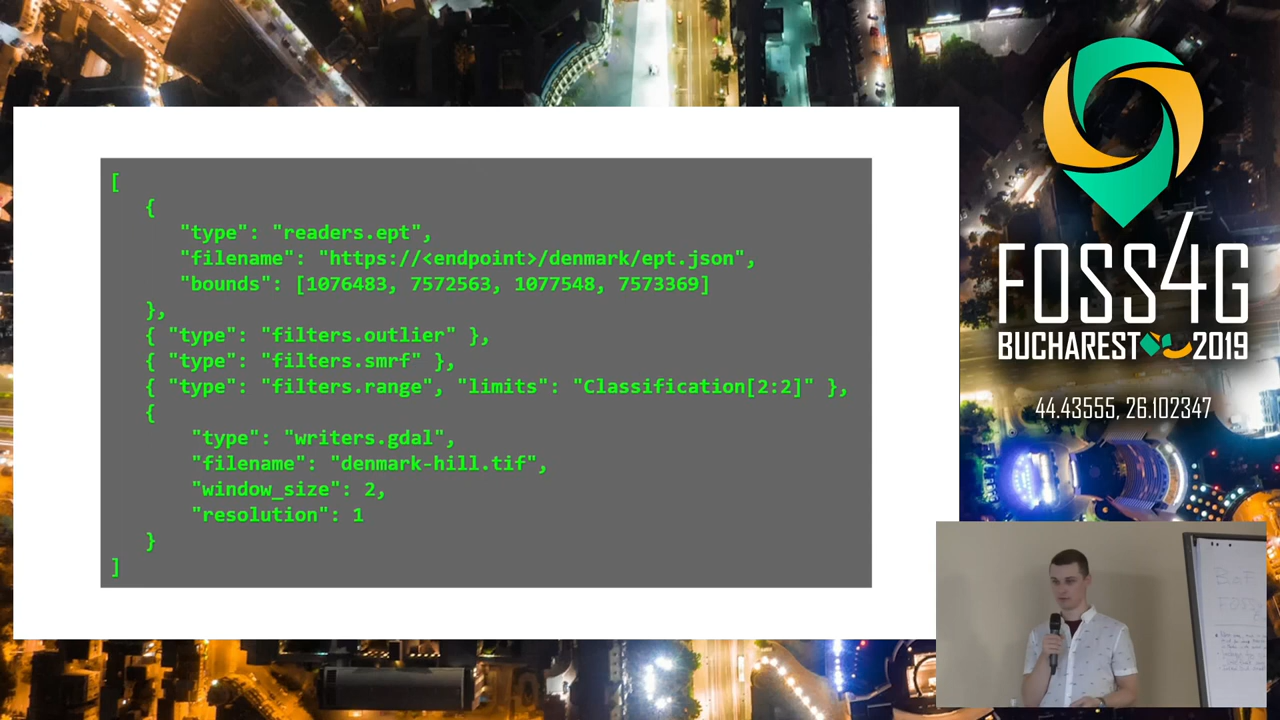 [
{
"type": "readers.ept",
"filename": "https://<endpoint>/denmark/ept.json",
"bounds": [1076483, 7572563, 1077548, 7573369]
},
{ "type": "filters.outlier" },
{ "type": "filters.smrf" },
{ "type": "filters.range", "limits": "Classification[2:2]" },
{
"type": "writers.gdal",
"filename": "denmark-hill.tif",
"window_size": 2,
"resolution": 1
}
]
FOSS4G
BUCHAREST 2019
44.43555, 26.102347
BoF
FOSS